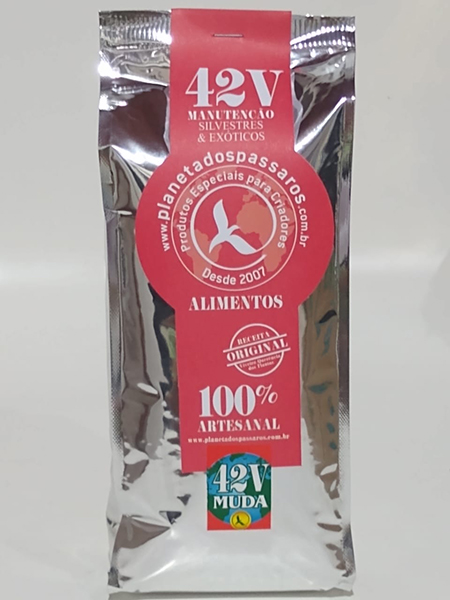 42V
MANUTENCÃO
SILVESTRES
& EXÓTICOS
www.planetadospassaros.com.br
Produtos Especiais para Criadores
Desde 2007
ALIMENTOS
RECEITA
ORIGINAL
100%
ARTESANAL
www.planetadospassaros.com.br
42V
MUDA